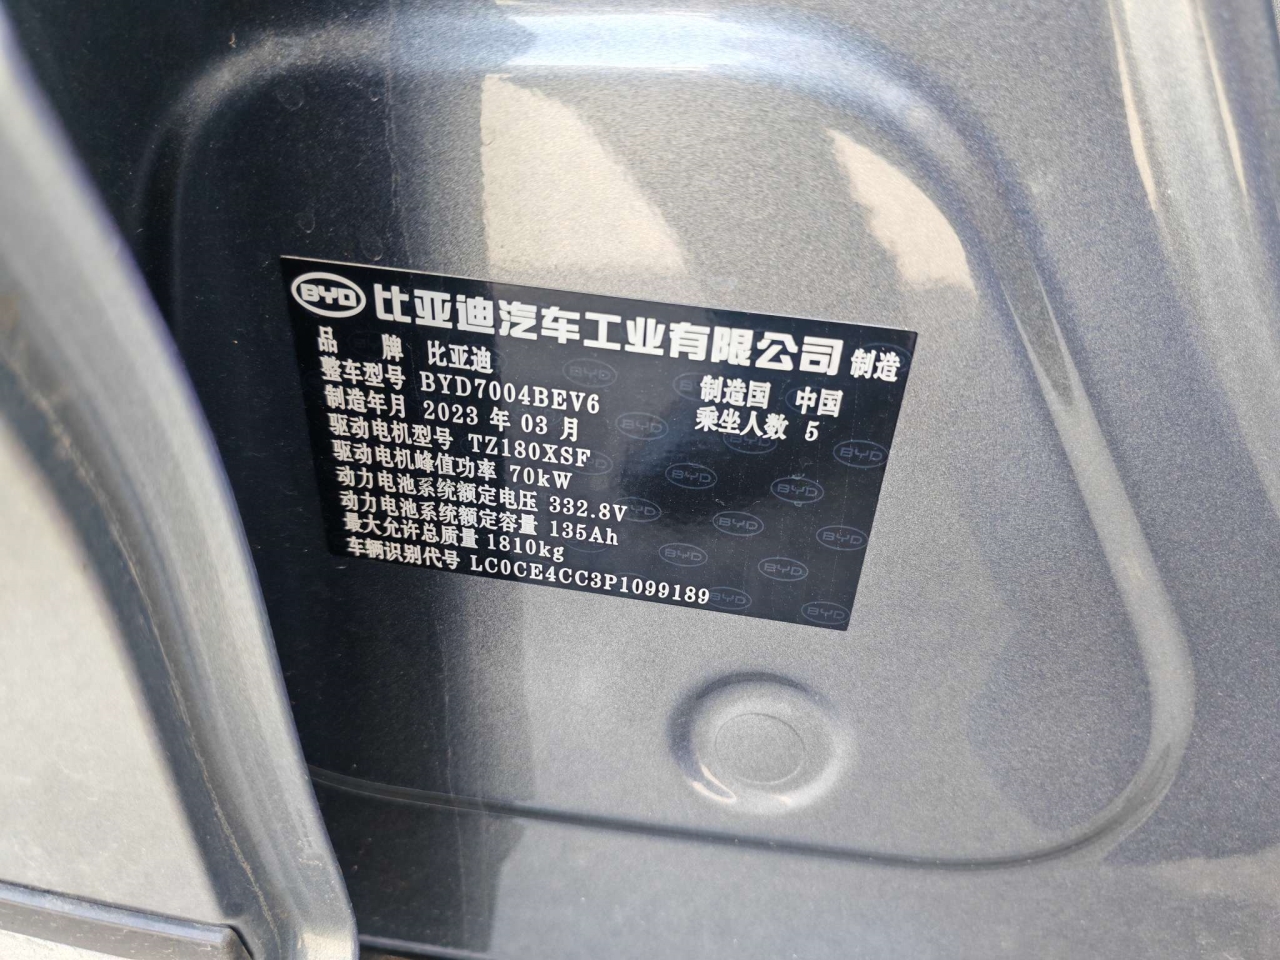 BYD 比亚迪汽车工业有限公司 制造
品牌 比亚迪
整车型号 BYD7004BEV6 制造国 中国
制造年月 2023 年 03 月 乘坐人数 5
驱动电机型号 TZ180XSF
驱动电机峰值功率 70kW
动力电池系统额定电压 332.8V
动力电池系统额定容量 135Ah
最大允许总质量 1810kg
车辆识别代号 LC0CE4CC3P1099189